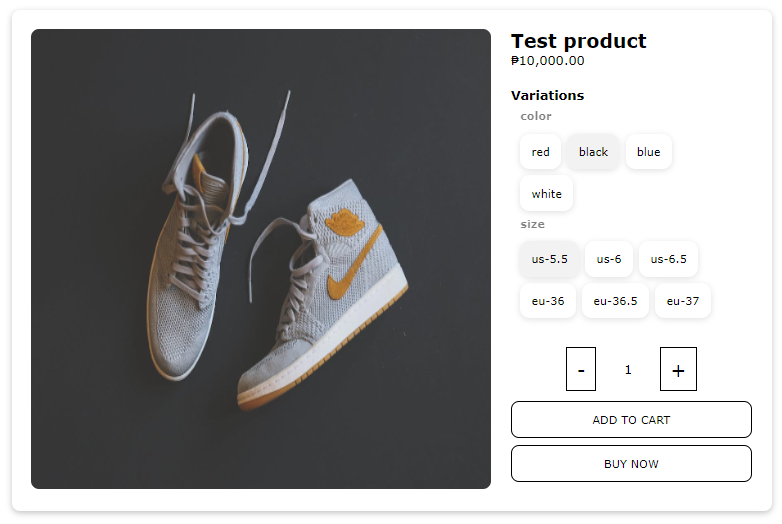 Test product
₱10,000.00
Variations
color
red black blue
white
size
us-5.5 us-6 us-6.5
eu-36 eu-36.5 eu-37
- 1 +
ADD TO CART
BUY NOW